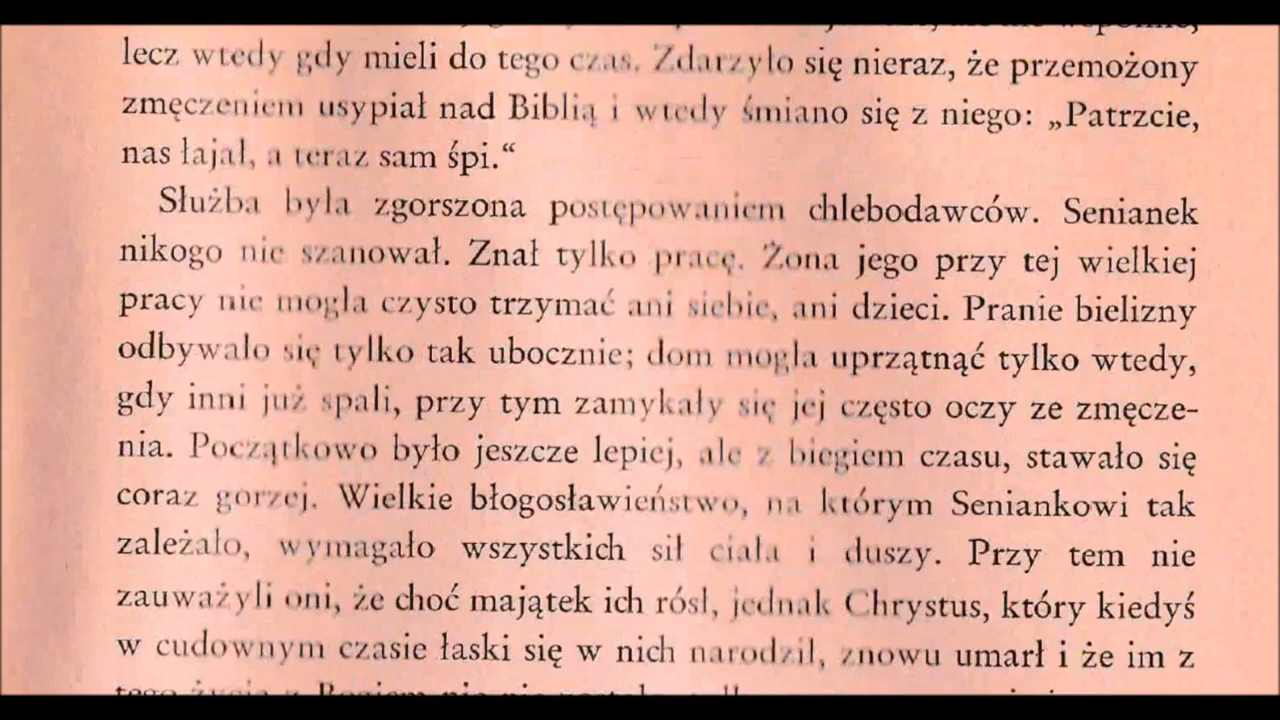 lecz wtedy gdy mieli do tego czas. Zdarzyło się nieraz, że przemożony
zmęczeniem usypiał nad Biblią i wtedy śmiano się z niego: „Patrzcie,
nas łajał, a teraz sam śpi.“
Służba była zgorszona postępowaniem chlebodawców. Senianek
nikogo nie szanował. Znał tylko pracę. Żona jego przy tej wielkiej
pracy nie mogła czysto trzymać ani siebie, ani dzieci. Pranie bielizny
odbywało się tylko tak ubocznie; dom mogła uprzątnąć tylko wtedy,
gdy inni już spali, przy tym zamykały się jej często oczy ze zmęcze-
nia. Początkowo było jeszcze lepiej, ale z biegiem czasu, stawało się
coraz gorzej. Wielkie błogosławieństwo, na którym Seniankowi tak
zależało, wymagało wszystkich sił ciała i duszy. Przy tem nie
zauważyli oni, że choć majątek ich rósł, jednak Chrystus, który kiedyś
w cudownym czasie łaski się w nich narodził, znowu umarł i że im z